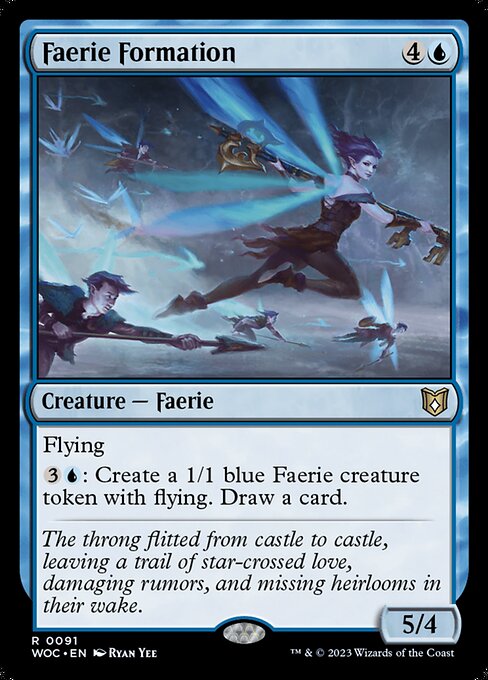 Faerie Formation 4
Creature — Faerie
Flying
3: Create a 1/1 blue Faerie creature
token with flying. Draw a card.
The throng flitted from castle to castle,
leaving a trail of star-crossed love,
damaging rumors, and missing heirlooms in
their wake.
5/4
R 0091
WOC • EN Ryan Yee
™ & © 2023 Wizards of the Coast